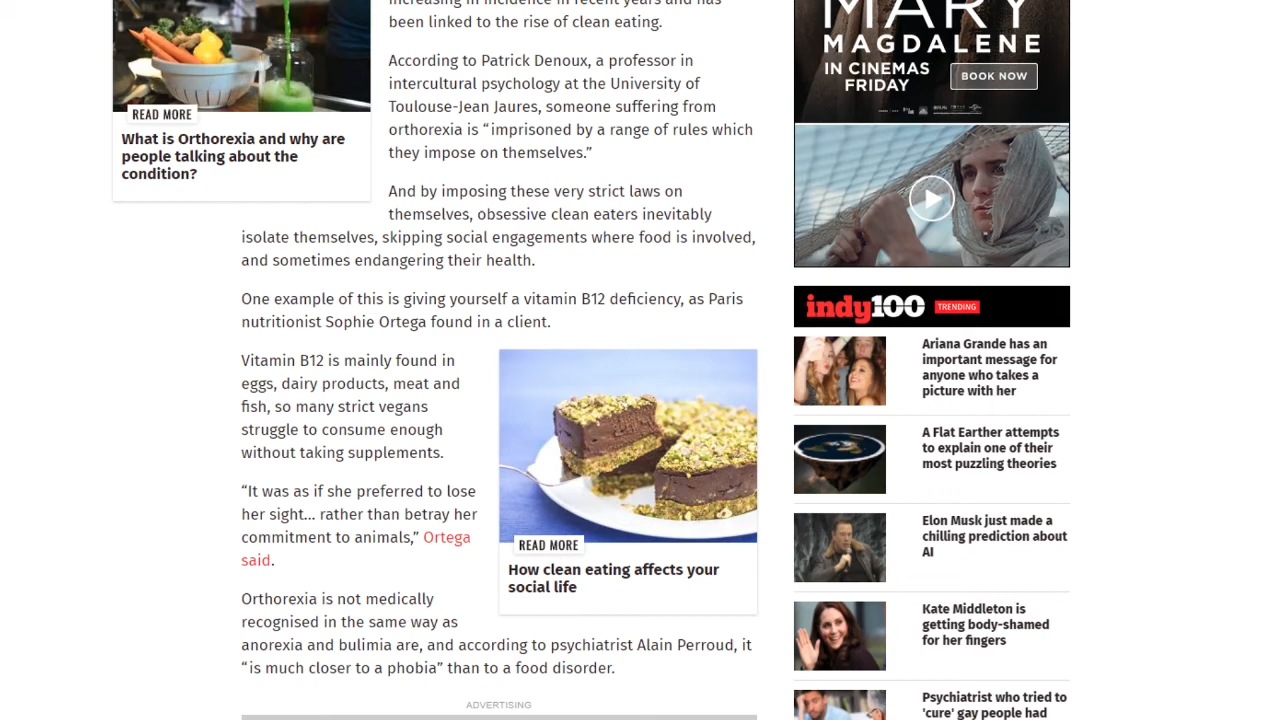 increasing in incidence in recent years and has
been linked to the rise of clean eating.
According to Patrick Denoux, a professor in
intercultural psychology at the University of
Toulouse-Jean Jaures, someone suffering from
orthorexia is “imprisoned by a range of rules which
they impose on themselves.”
READ MORE
What is Orthorexia and why are
people talking about the
condition?
And by imposing these very strict laws on
themselves, obsessive clean eaters inevitably
isolate themselves, skipping social engagements where food is involved,
and sometimes endangering their health.
One example of this is giving yourself a vitamin B12 deficiency, as Paris
nutritionist Sophie Ortega found in a client.
Vitamin B12 is mainly found in
eggs, dairy products, meat and
fish, so many strict vegans
struggle to consume enough
without taking supplements.
“It was as if she preferred to lose
her sight... rather than betray her
commitment to animals,” Ortega
said.
READ MORE
How clean eating affects your
social life
Orthorexia is not medically
recognised in the same way as
anorexia and bulimia are, and according to psychiatrist Alain Perroud, it
“is much closer to a phobia” than to a food disorder.
ADVERTISING
MARY
MAGDALENE
IN CINEMAS
FRIDAY
BOOK NOW
indy100
TRENDING
Ariana Grande has an
important message for
anyone who takes a
picture with her
A Flat Earther attempts
to explain one of their
most puzzling theories
Elon Musk just made a
chilling prediction about
AI
Kate Middleton is
getting body-shamed
for her fingers
Psychiatrist who tried to
'cure' gay people had